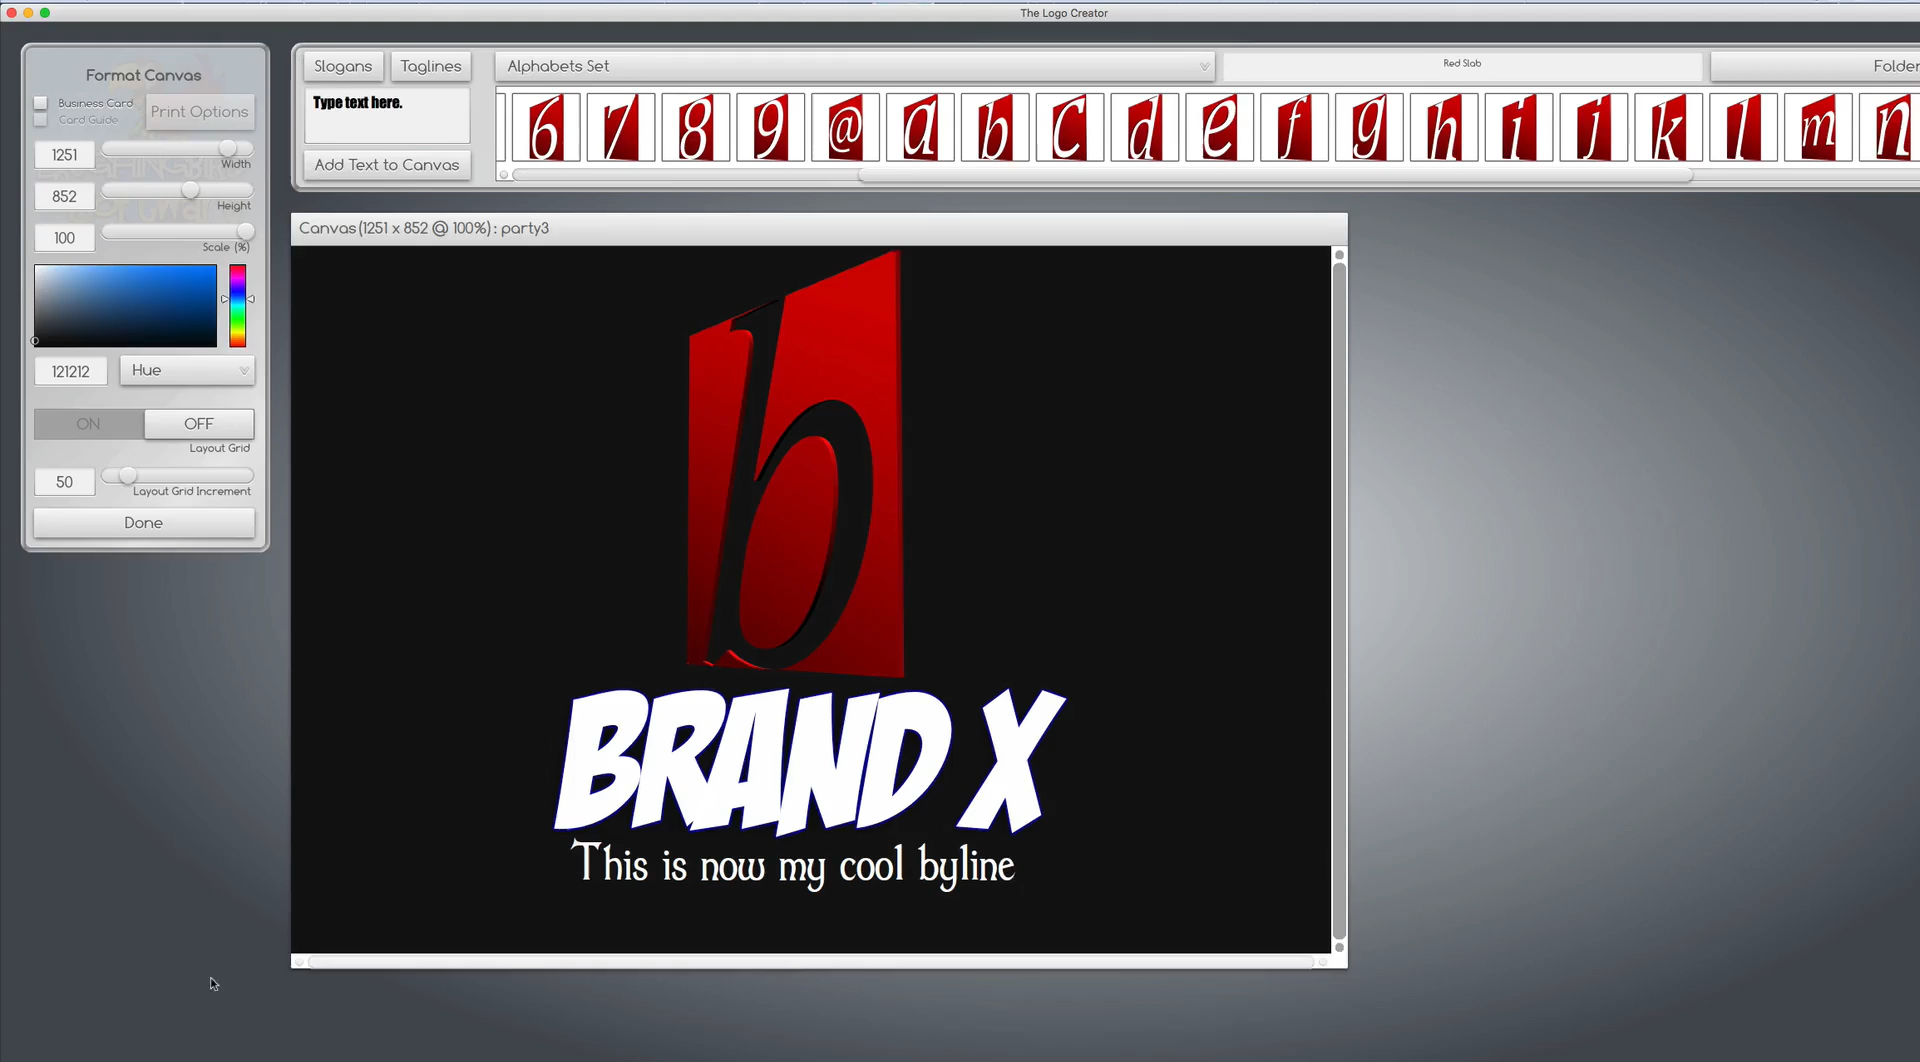 The Logo Creator
Format Canvas
Business Card
Card Guide
Print Options
1251
Width
852
Height
100
Scale (%)
121212
Hue
ON
OFF
Layout Grid
50
Layout Grid Increment
Done
Slogans
Taglines
Alphabets Set
Red Slab
Folder
Type text here.
Add Text to Canvas
6 7 8 9 @ a b c d e f g h i j k l m n
Canvas (1251 x 852 @ 100%) : party3
b
BRAND X
This is now my cool byline